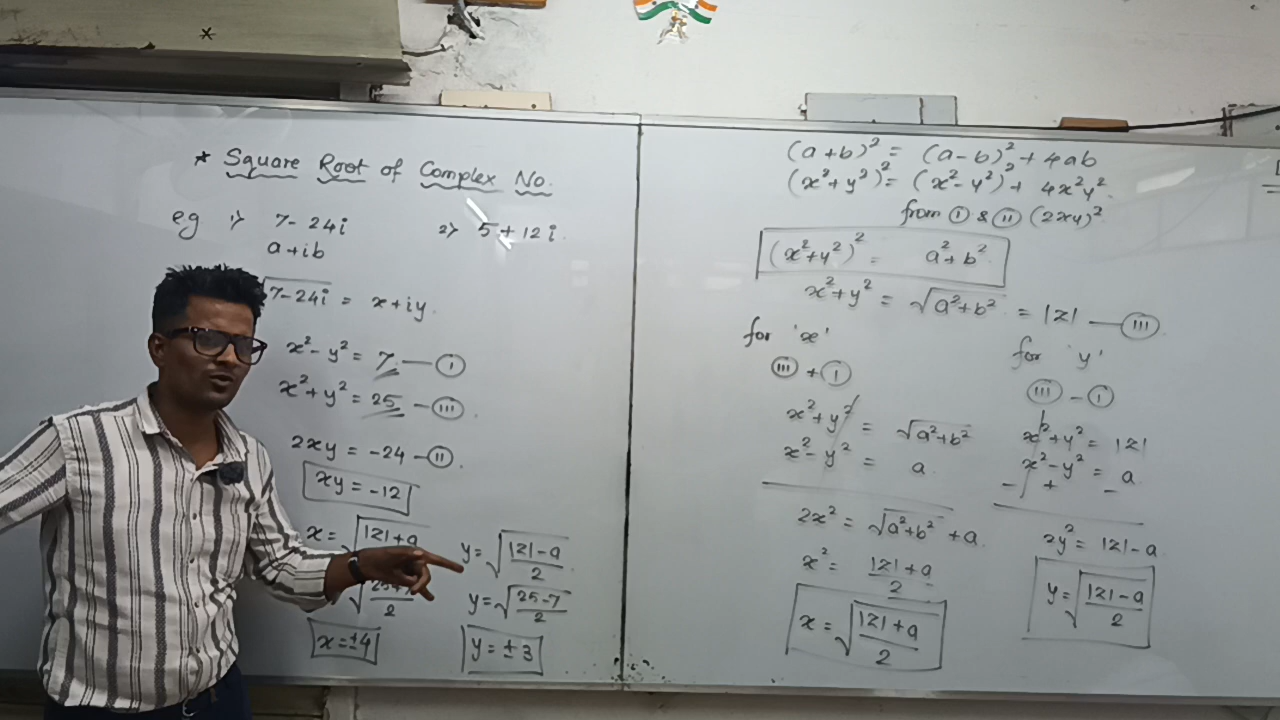 * Square Root of Complex No.
eg 1> 7-24i 2> 5+12i.
a+ib
√7-24i = x+iy.
x²-y² = 7 — I
x²+y² = 25 — III
2xy = -24 — II.
xy = -12
x = √|z|+a
y = √(|z|-a)/2
2
y = √(25-7)/2
x = ±4
y = ±3
(a+b)² = (a-b)² + 4ab
(x²+y²)² = (x²-y²)² + 4x²y².
from I & II (2xy)²
(x²+y²)² = a²+b²
x²+y² = √a²+b² = |z| — III
for 'x'
III + I
x²+y² = √a²+b²
x²-y² = a
2x² = √a²+b² + a
x² = (|z|+a)/2
x = √(|z|+a)/2
for 'y'
III - I
x²+y² = |z|
x²-y² = a
- + -
2y² = |z|-a
y = √(|z|-a)/2